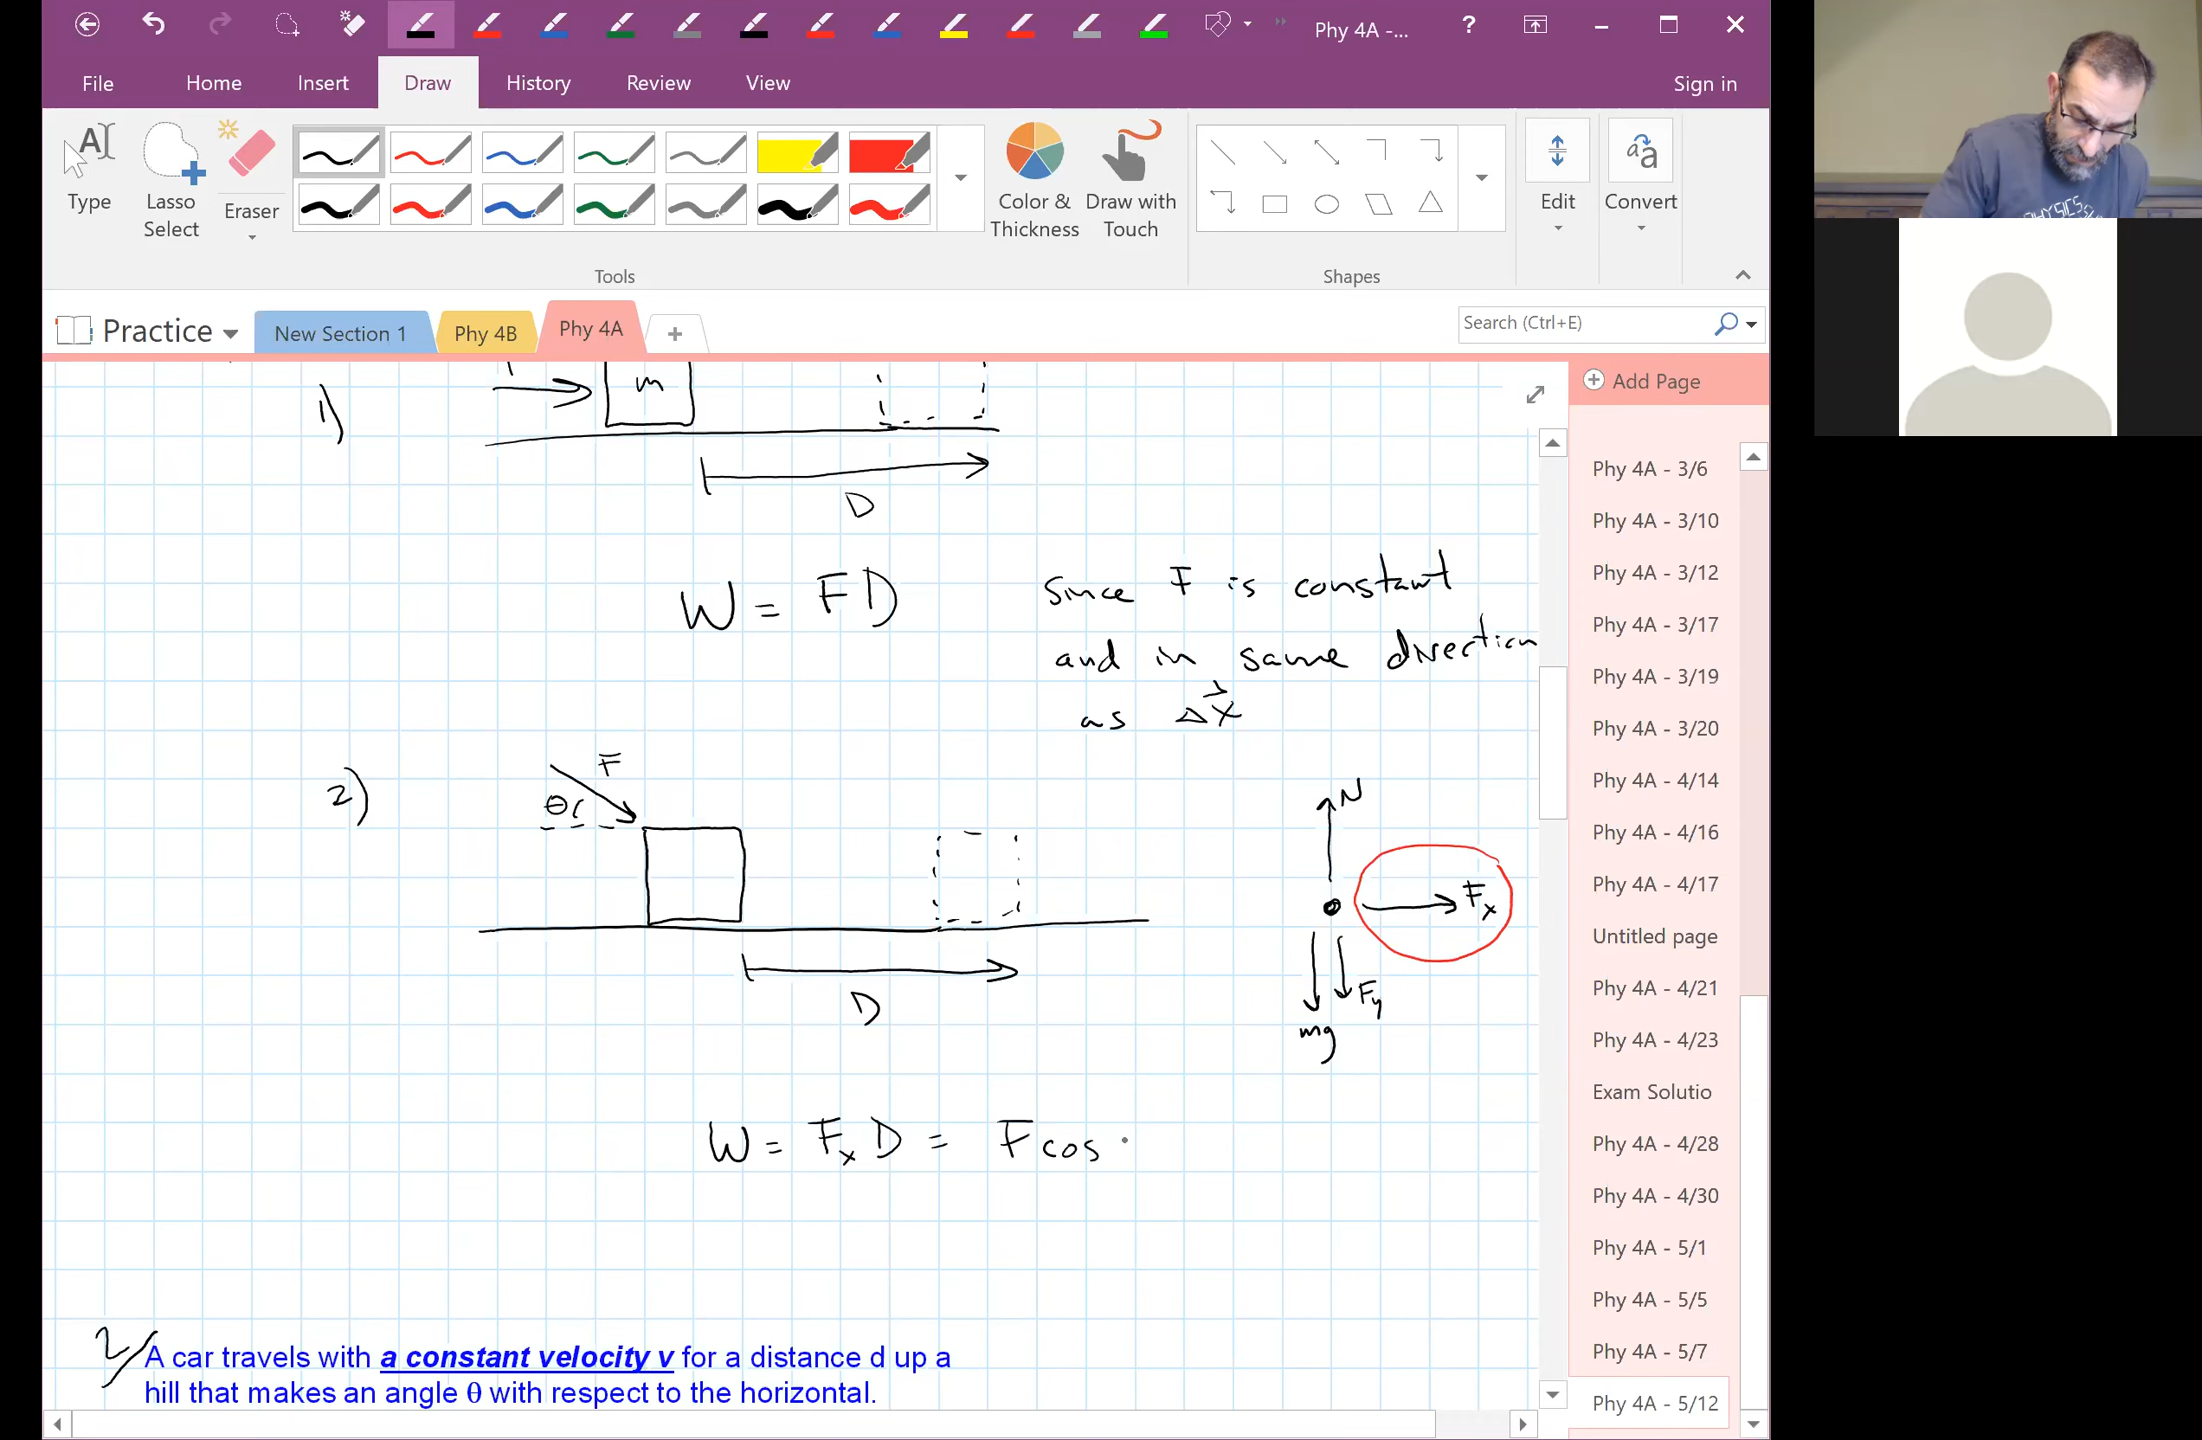 Phy 4A -...
?
File Home Insert Draw History Review View
Sign in
Type
Lasso Select
Eraser
Color & Thickness
Draw with Touch
Edit
Convert
Tools
Shapes
Practice
New Section 1
Phy 4B
Phy 4A
Search (Ctrl+E)
Add Page
Phy 4A - 3/6
Phy 4A - 3/10
Phy 4A - 3/12
Phy 4A - 3/17
Phy 4A - 3/19
Phy 4A - 3/20
Phy 4A - 4/14
Phy 4A - 4/16
Phy 4A - 4/17
Untitled page
Phy 4A - 4/21
Phy 4A - 4/23
Exam Solutio
Phy 4A - 4/28
Phy 4A - 4/30
Phy 4A - 5/1
Phy 4A - 5/5
Phy 4A - 5/7
Phy 4A - 5/12
1)
m
D
W = FD
Since F is constant
and in same direction
as Δx⃗
2)
F
θ
D
N
Fx
Fy
mg
W = Fx D = F cos
2/ A car travels with a constant velocity v for a distance d up a
hill that makes an angle θ with respect to the horizontal.
PHYSICS